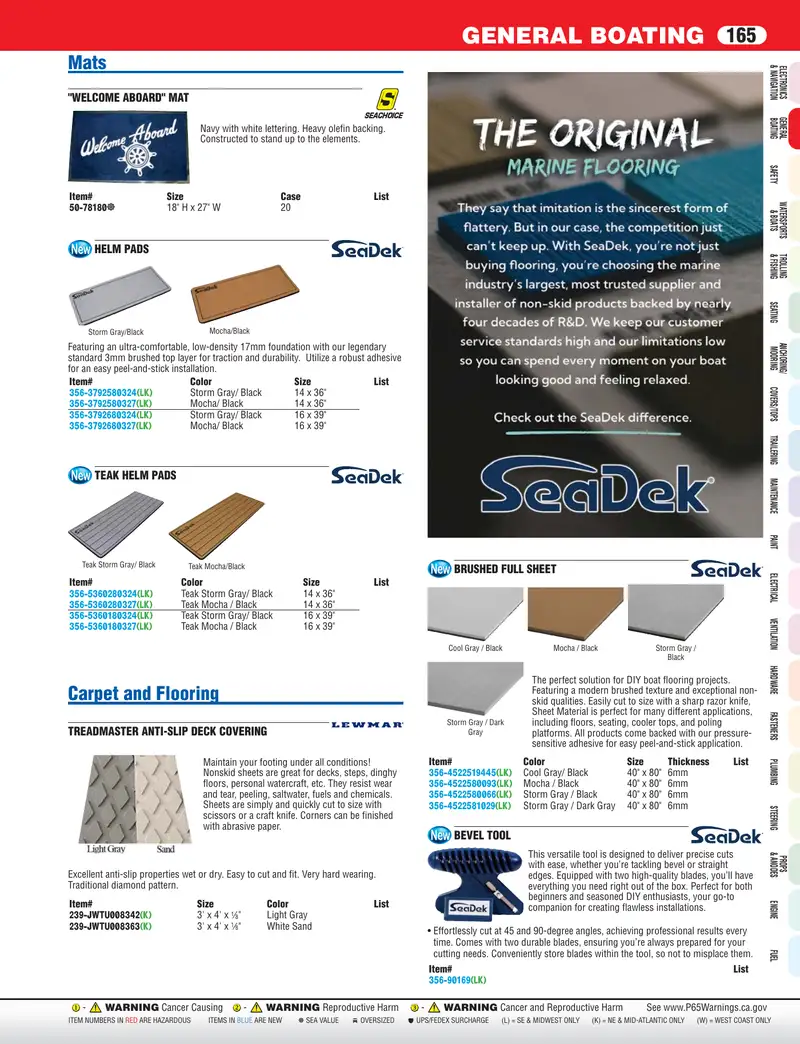 GENERAL BOATING 165
Mats
"WELCOME ABOARD" MAT
S
SEACHOICE
Welcome Aboard
Navy with white lettering. Heavy olefin backing.
Constructed to stand up to the elements.
Item# Size Case List
50-78180 18" H x 27" W 20
New HELM PADS SeaDek
SeaDek SeaDek
Storm Gray/Black Mocha/Black
Featuring an ultra-comfortable, low-density 17mm foundation with our legendary
standard 3mm brushed top layer for traction and durability. Utilize a robust adhesive
for an easy peel-and-stick installation.
Item# Color Size List
356-3792580324(LK) Storm Gray/ Black 14 x 36"
356-3792580327(LK) Mocha/ Black 14 x 36"
356-3792680324(LK) Storm Gray/ Black 16 x 39"
356-3792680327(LK) Mocha/ Black 16 x 39"
New TEAK HELM PADS SeaDek
SeaDek SeaDek
Teak Storm Gray/ Black Teak Mocha/Black
Item# Color Size List
356-5360280324(LK) Teak Storm Gray/ Black 14 x 36"
356-5360280327(LK) Teak Mocha / Black 14 x 36"
356-5360180324(LK) Teak Storm Gray/ Black 16 x 39"
356-5360180327(LK) Teak Mocha / Black 16 x 39"
Carpet and Flooring
TREADMASTER ANTI-SLIP DECK COVERING LEWMAR
Light Gray Sand
Maintain your footing under all conditions!
Nonskid sheets are great for decks, steps, dinghy
floors, personal watercraft, etc. They resist wear
and tear, peeling, saltwater, fuels and chemicals.
Sheets are simply and quickly cut to size with
scissors or a craft knife. Corners can be finished
with abrasive paper.
Excellent anti-slip properties wet or dry. Easy to cut and fit. Very hard wearing.
Traditional diamond pattern.
Item# Size Color List
239-JWTU008342(K) 3' x 4' x ⅛" Light Gray
239-JWTU008363(K) 3' x 4' x ⅛" White Sand
THE ORIGINAL
MARINE FLOORING
They say that imitation is the sincerest form of
flattery. But in our case, the competition just
can't keep up. With SeaDek, you're not just
buying flooring, you're choosing the marine
industry's largest, most trusted supplier and
installer of non-skid products backed by nearly
four decades of R&D. We keep our customer
service standards high and our limitations low
so you can spend every moment on your boat
looking good and feeling relaxed.
Check out the SeaDek difference.
SeaDek®
New BRUSHED FULL SHEET SeaDek
Cool Gray / Black Mocha / Black Storm Gray /
Black
Storm Gray / Dark
Gray
The perfect solution for DIY boat flooring projects.
Featuring a modern brushed texture and exceptional non-
skid qualities. Easily cut to size with a sharp razor knife,
Sheet Material is perfect for many different applications,
including floors, seating, cooler tops, and poling
platforms. All products come backed with our pressure-
sensitive adhesive for easy peel-and-stick application.
Item# Color Size Thickness List
356-4522519445(LK) Cool Gray/ Black 40" x 80" 6mm
356-4522580093(LK) Mocha / Black 40" x 80" 6mm
356-4522580066(LK) Storm Gray / Black 40" x 80" 6mm
356-4522581029(LK) Storm Gray / Dark Gray 40" x 80" 6mm
New BEVEL TOOL SeaDek
SeaDek
This versatile tool is designed to deliver precise cuts
with ease, whether you're tackling bevel or straight
edges. Equipped with two high-quality blades, you'll have
everything you need right out of the box. Perfect for both
beginners and seasoned DIY enthusiasts, your go-to
companion for creating flawless installations.
• Effortlessly cut at 45 and 90-degree angles, achieving professional results every
time. Comes with two durable blades, ensuring you're always prepared for your
cutting needs. Conveniently store blades within the tool, so not to misplace them.
Item# List
356-90169(LK)
ELECTRONICS
& NAVIGATION
GENERAL
BOATING
SAFETY
WATERSPORTS
& BOATS
TROLLING
& FISHING
SEATING
ANCHORING/
MOORING
COVERS/TOPS
TRAILERING
MAINTENANCE
PAINT
ELECTRICAL
VENTILATION
HARDWARE
FASTENERS
PLUMBING
STEERING
PROPS
& ANODES
ENGINE
FUEL
1 - WARNING Cancer Causing 2 - WARNING Reproductive Harm 3 - WARNING Cancer and Reproductive Harm See www.P65Warnings.ca.gov
ITEM NUMBERS IN RED ARE HAZARDOUS ITEMS IN BLUE ARE NEW SEA VALUE OVERSIZED UPS/FEDEX SURCHARGE (L) = SE & MIDWEST ONLY (K) = NE & MID-ATLANTIC ONLY (W) = WEST COAST ONLY